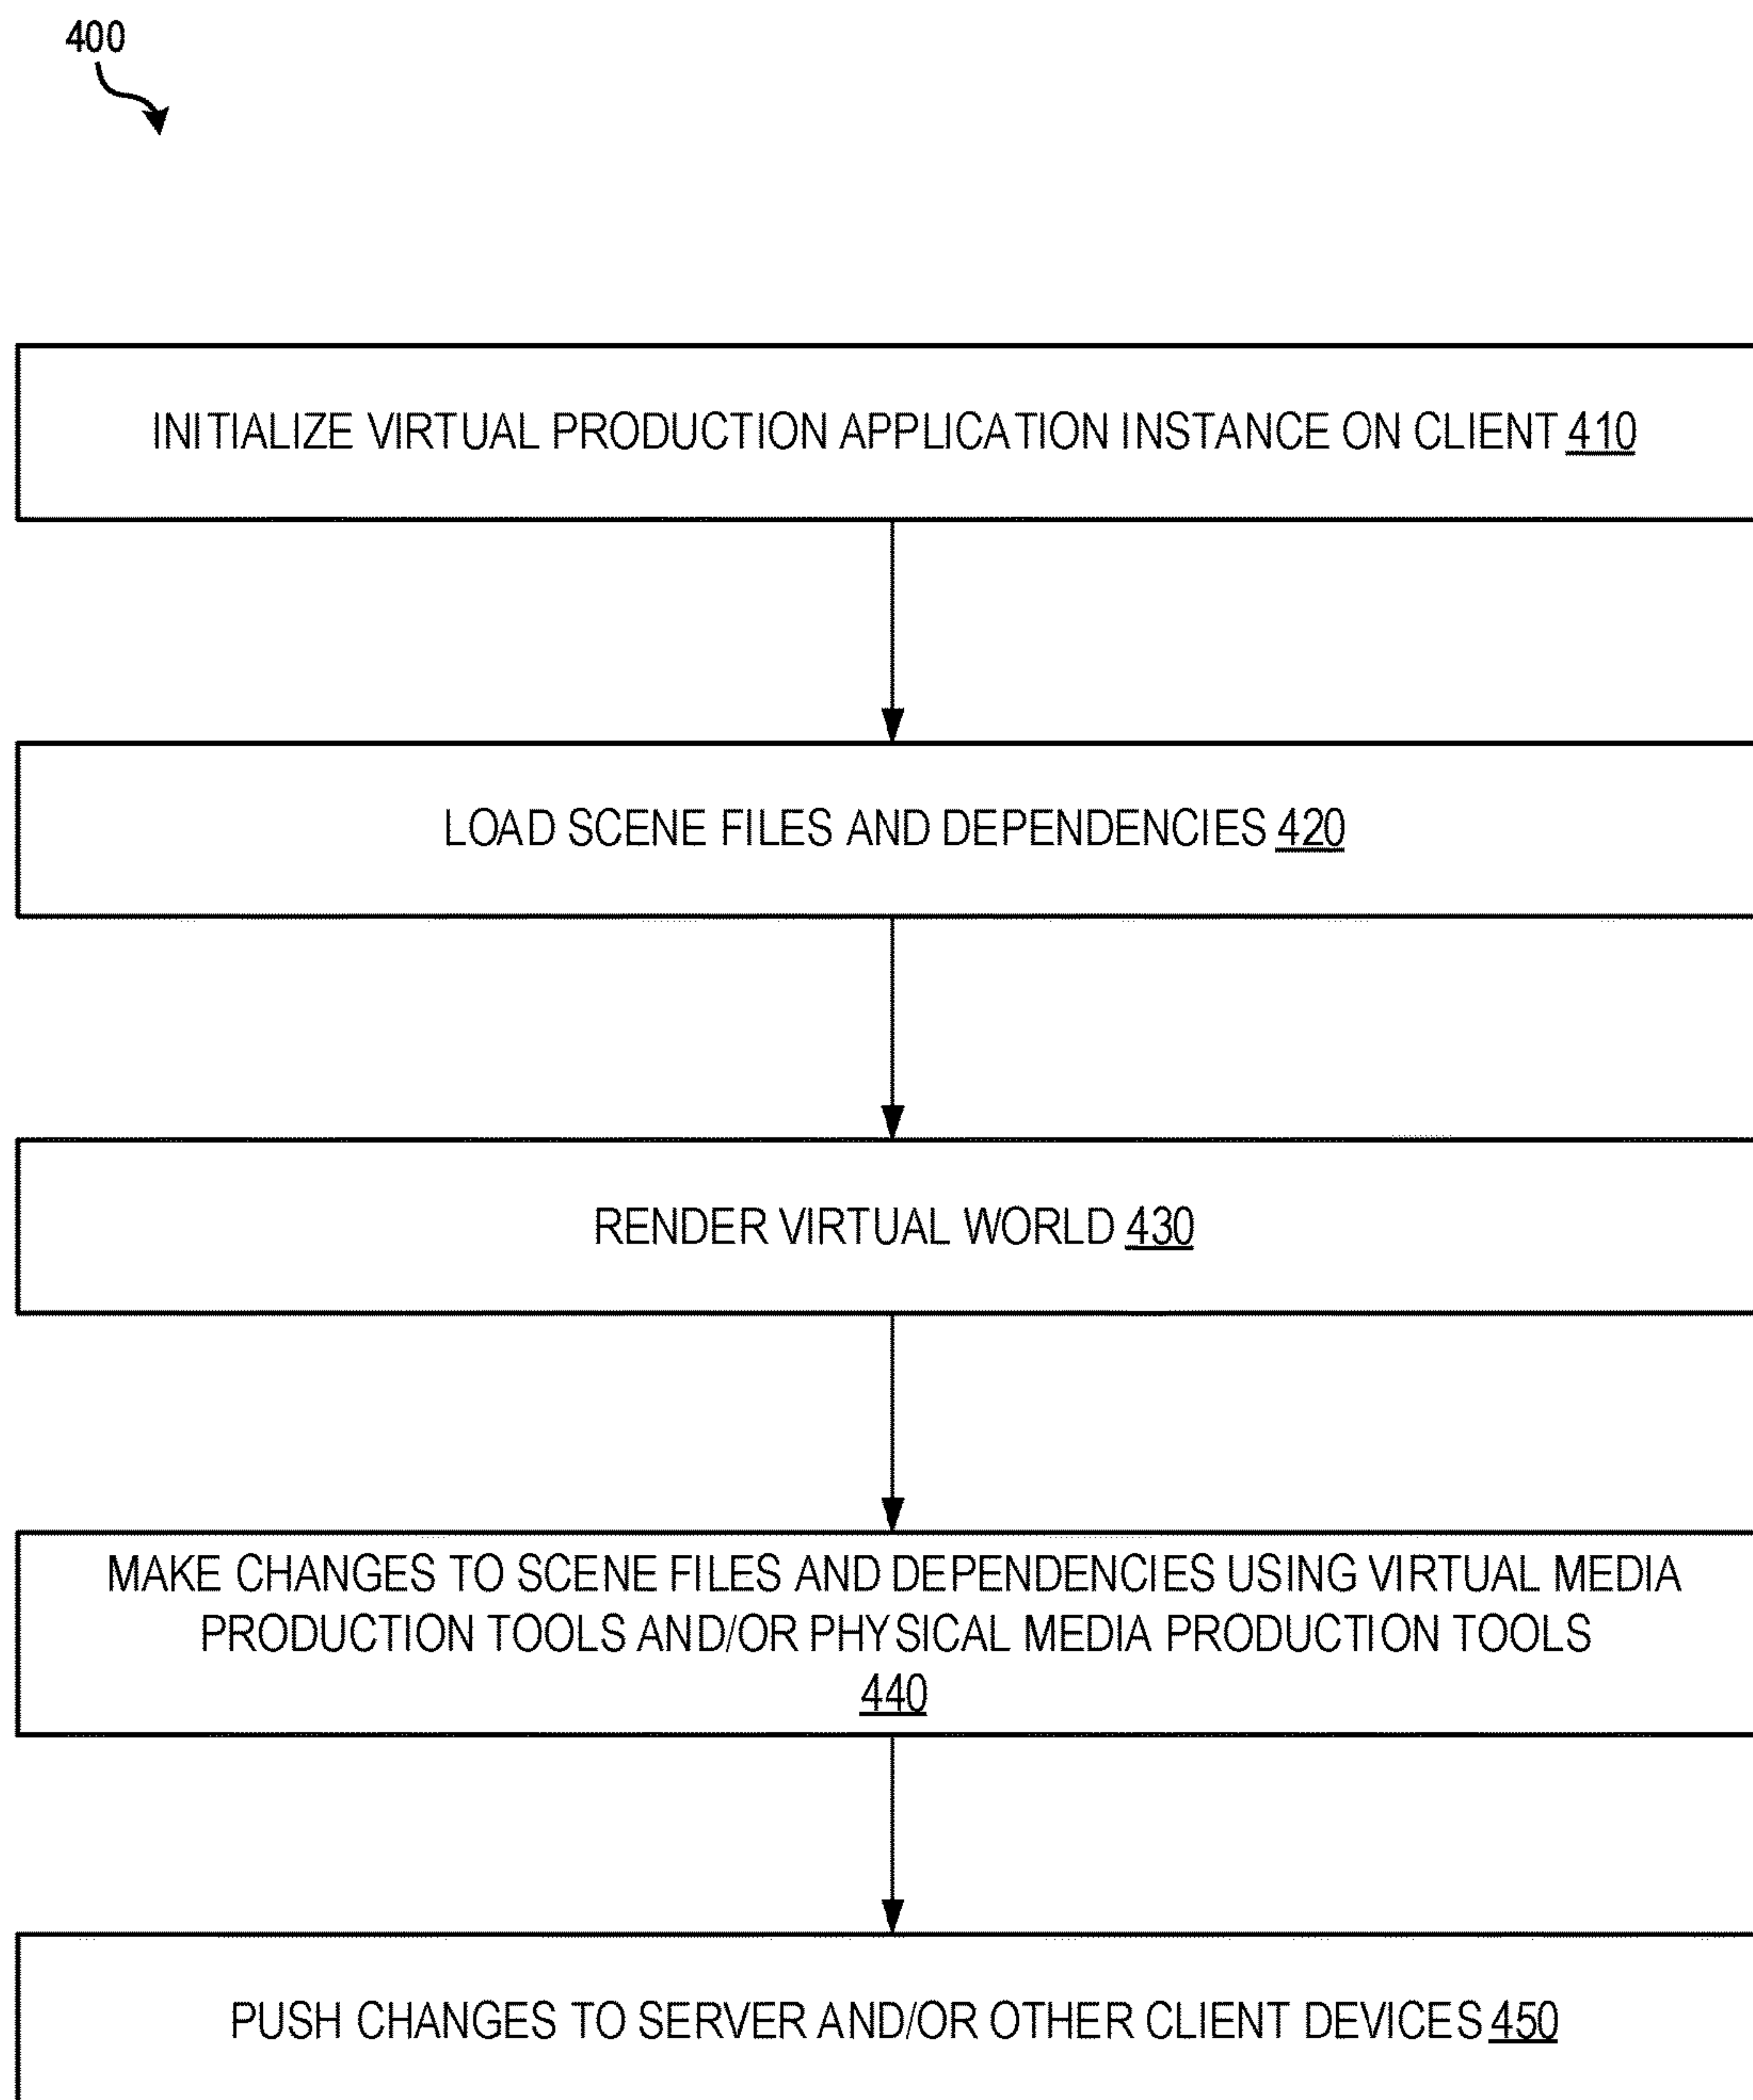 400
INITIALIZE VIRTUAL PRODUCTION APPLICATION INSTANCE ON CLIENT 410
LOAD SCENE FILES AND DEPENDENCIES 420
RENDER VIRTUAL WORLD 430
MAKE CHANGES TO SCENE FILES AND DEPENDENCIES USING VIRTUAL MEDIA
PRODUCTION TOOLS AND/OR PHYSICAL MEDIA PRODUCTION TOOLS
440
PUSH CHANGES TO SERVER AND/OR OTHER CLIENT DEVICES 450